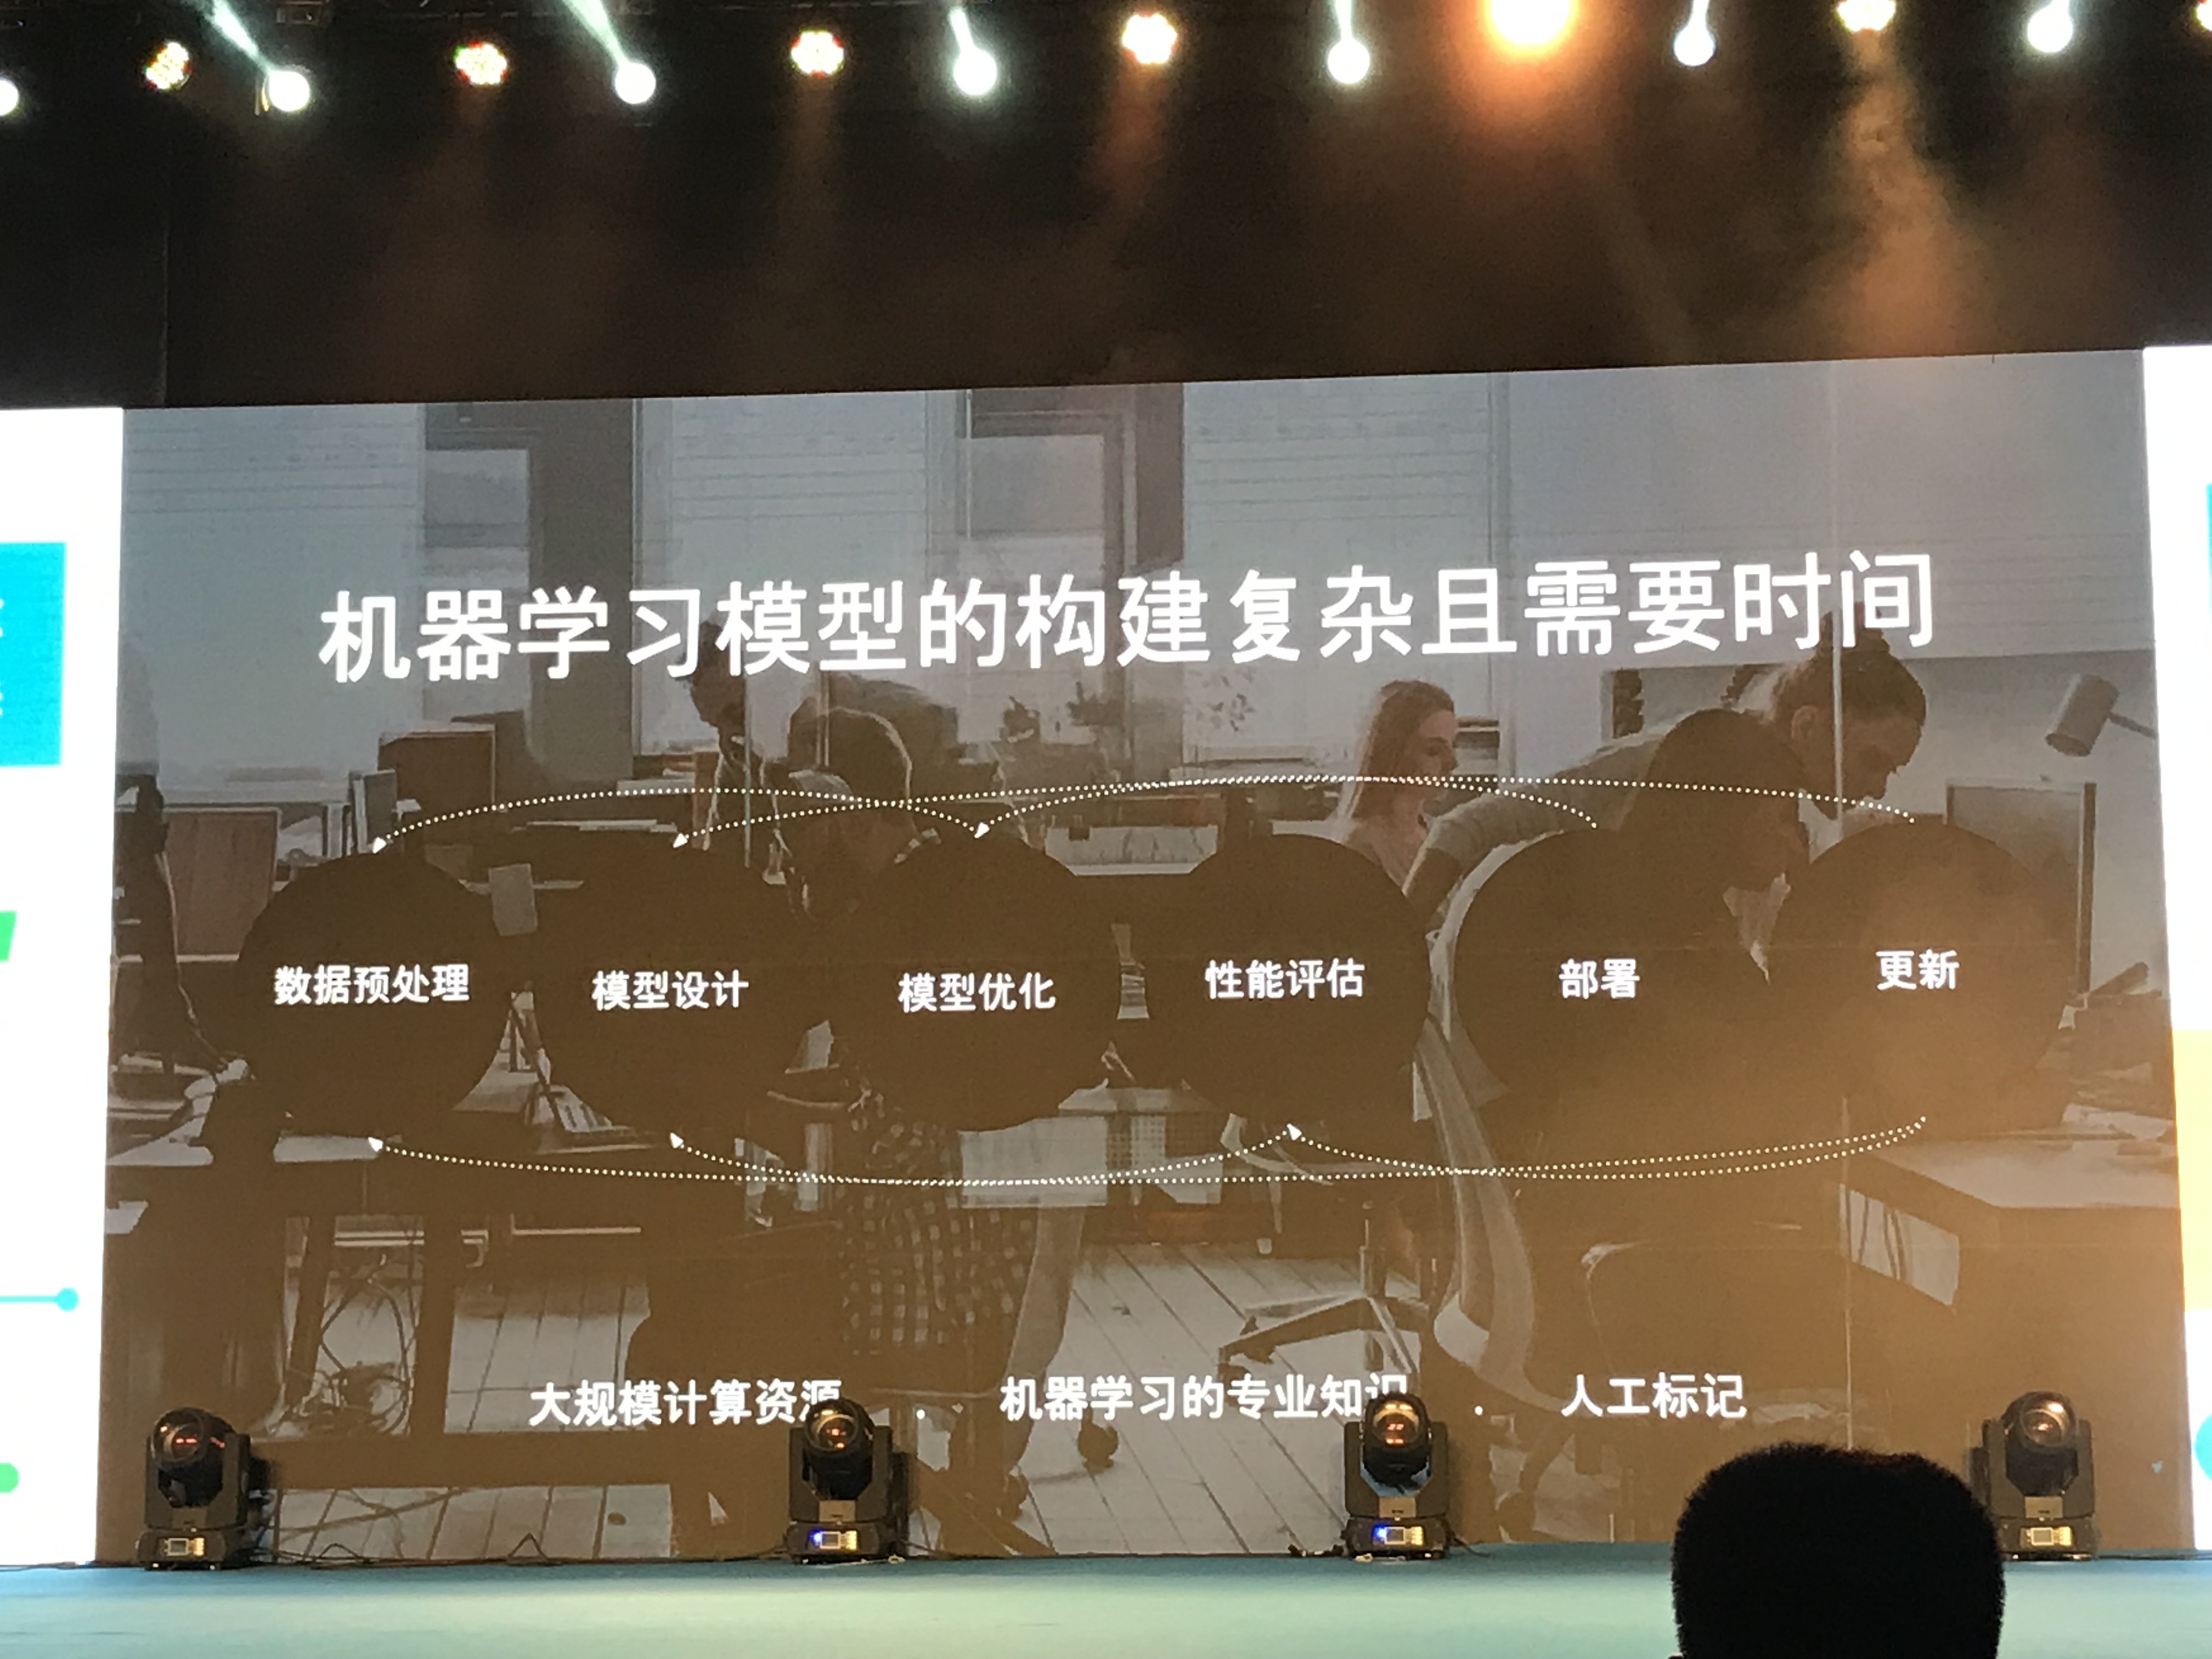 机器学习模型的构建复杂且需要时间
数据预处理 模型设计 模型优化 性能评估 部署 更新
大规模计算资源 · 机器学习的专业知识 · 人工标记